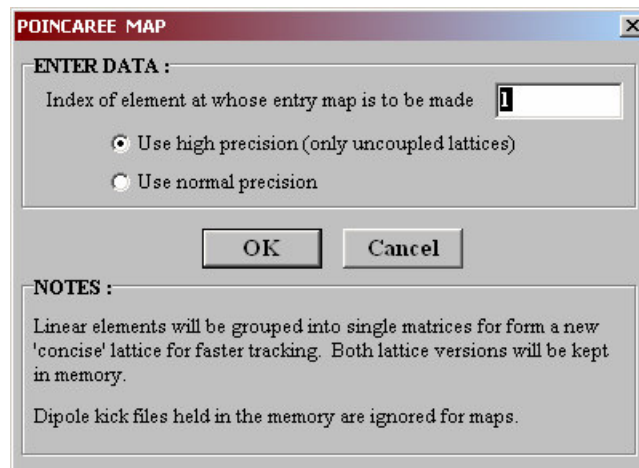 POINCAREE MAP
ENTER DATA :
Index of element at whose entry map is to be made 1
Use high precision (only uncoupled lattices)
Use normal precision
OK Cancel
NOTES :
Linear elements will be grouped into single matrices for form a new
'concise' lattice for faster tracking. Both lattice versions will be kept
in memory.
Dipole kick files held in the memory are ignored for maps.